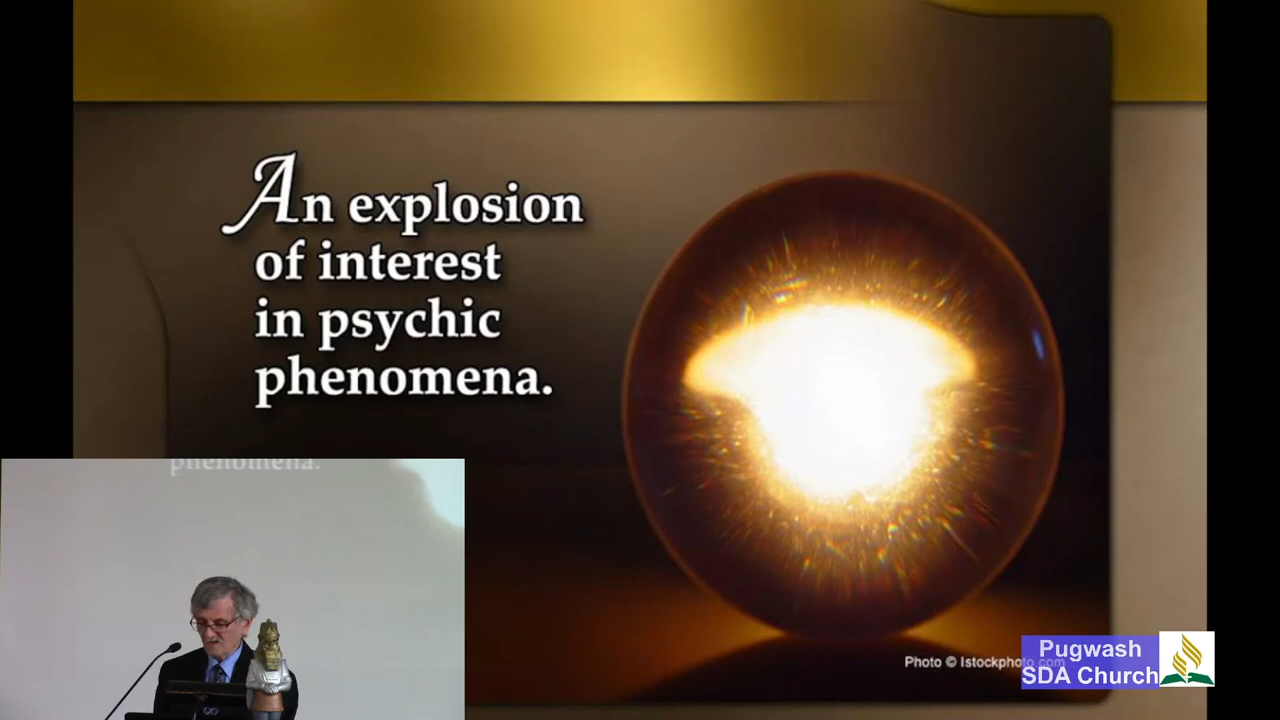 An explosion
of interest
in psychic
phenomena.
phenomena.
Photo © Istockphoto.com
Pugwash
SDA Church